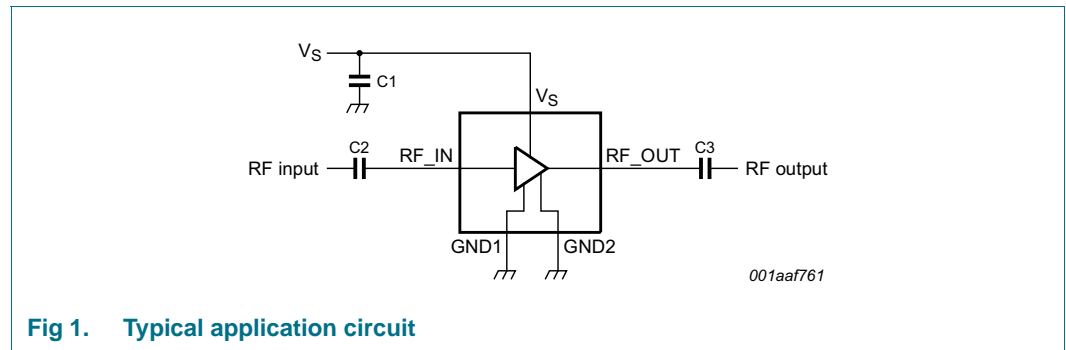 VS
C1
VS
C2
RF_IN
RF_OUT
C3
RF input
RF output
GND1
GND2
001aaf761
Fig 1. Typical application circuit